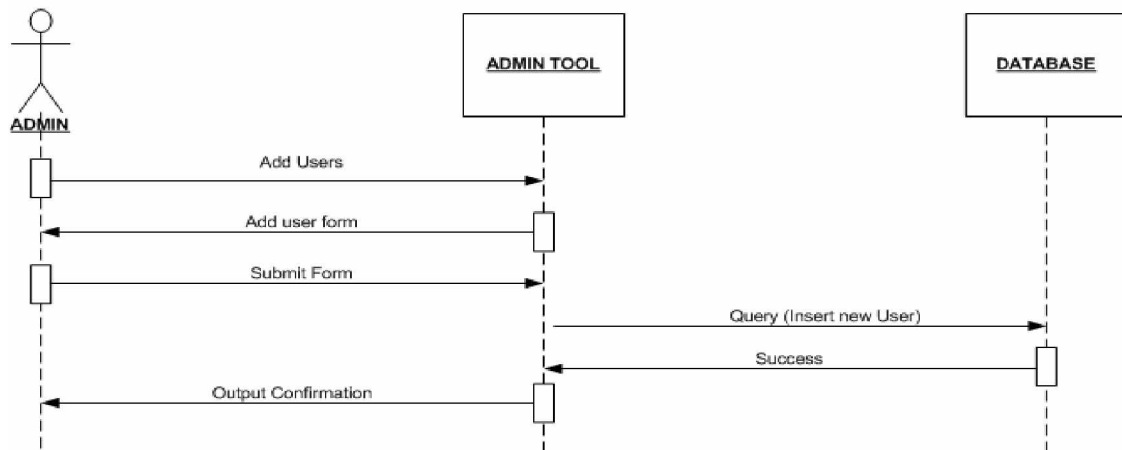 ADMIN TOOL
DATABASE
ADMIN
Add Users
Add user form
Submit Form
Query (Insert new User)
Success
Output Confirmation